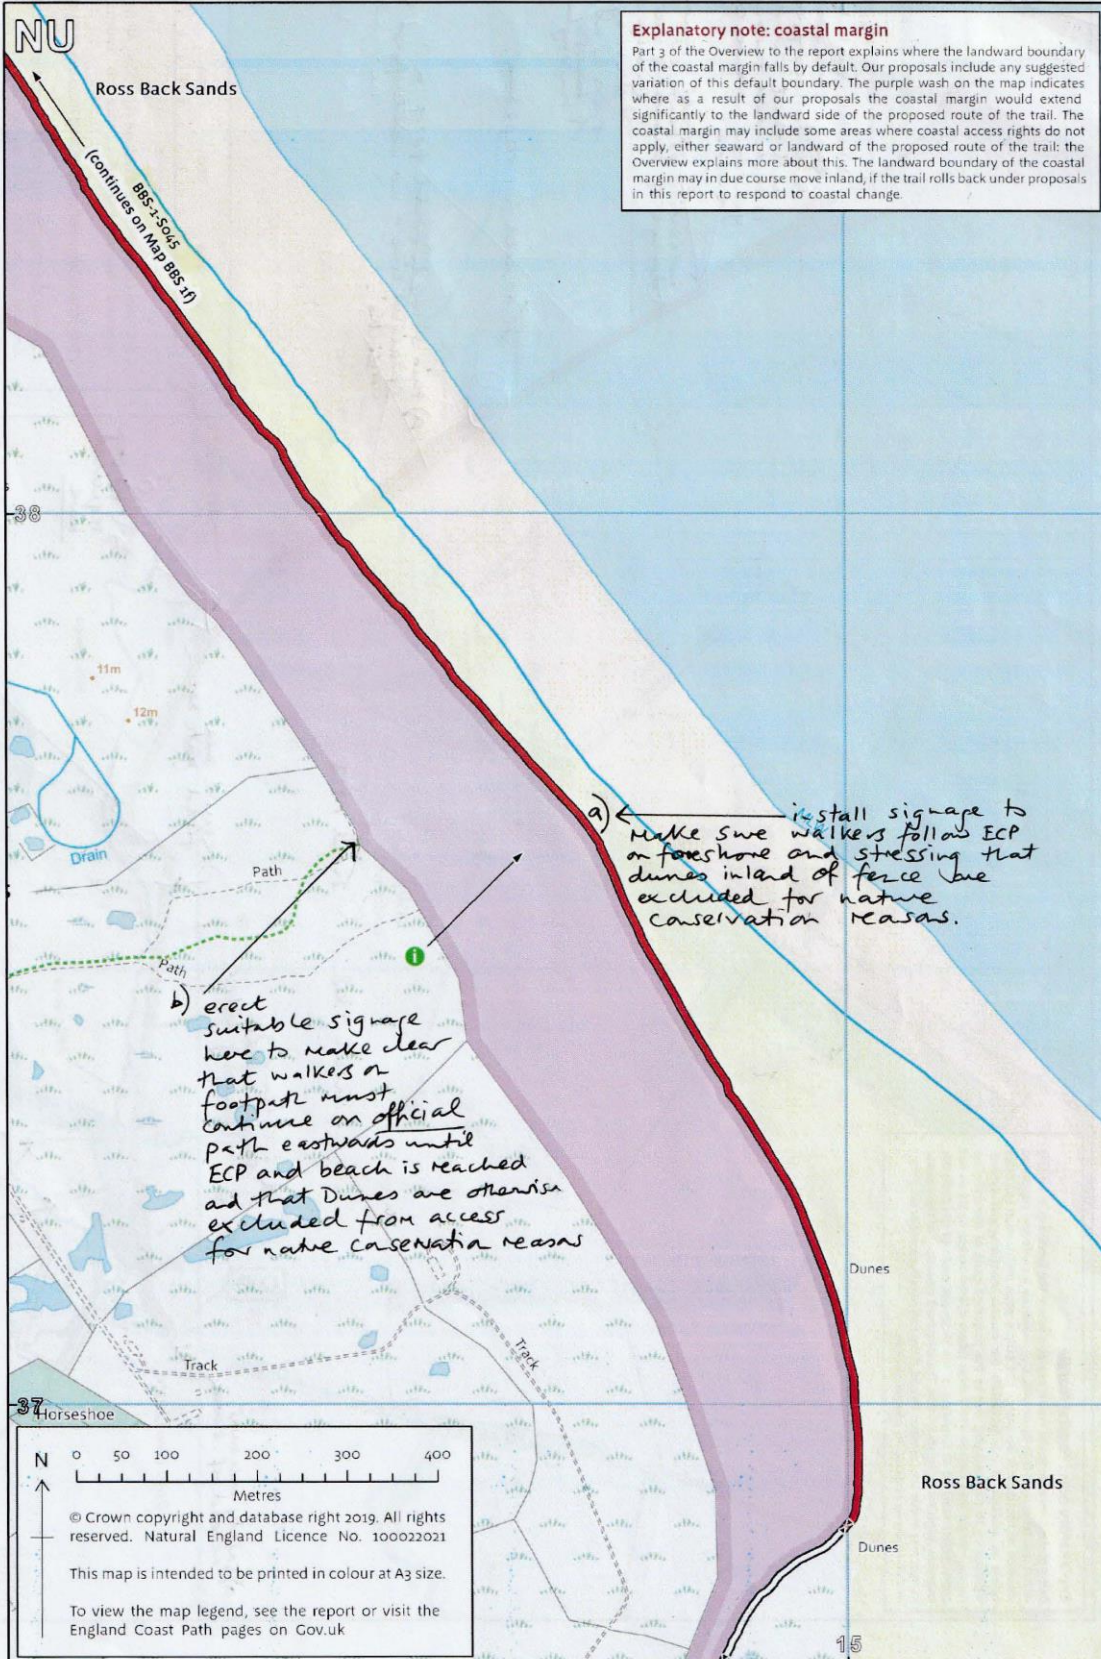 NU
Explanatory note: coastal margin
Part 3 of the Overview to the report explains where the landward boundary
of the coastal margin falls by default. Our proposals include any suggested
variation of this default boundary. The purple wash on the map indicates
where as a result of our proposals the coastal margin would extend
significantly to the landward side of the proposed route of the trail. The
coastal margin may include some areas where coastal access rights do not
apply, either seaward or landward of the proposed route of the trail: the
Overview explains more about this. The landward boundary of the coastal
margin may in due course move inland, if the trail rolls back under proposals
in this report to respond to coastal change.
Ross Back Sands
BBS-1-S045
(continues on Map BBS 1f)
38
11m
12m
Drain
Path
Path
i
a) install signage to
make sure walkers follow ECP
on foreshore and stressing that
dunes inland of fence are
excluded for nature
conservation reasons.
b) erect
suitable signage
here to make clear
that walkers on
footpath must
continue on official
path eastwards until
ECP and beach is reached
and that Dunes are otherwise
excluded from access
for nature conservation reasons
Dunes
Track
Track
37
Horseshoe
N
0 50 100 200 300 400
Metres
© Crown copyright and database right 2019. All rights
reserved. Natural England Licence No. 100022021
This map is intended to be printed in colour at A3 size.
To view the map legend, see the report or visit the
England Coast Path pages on Gov.uk
Ross Back Sands
Dunes
15